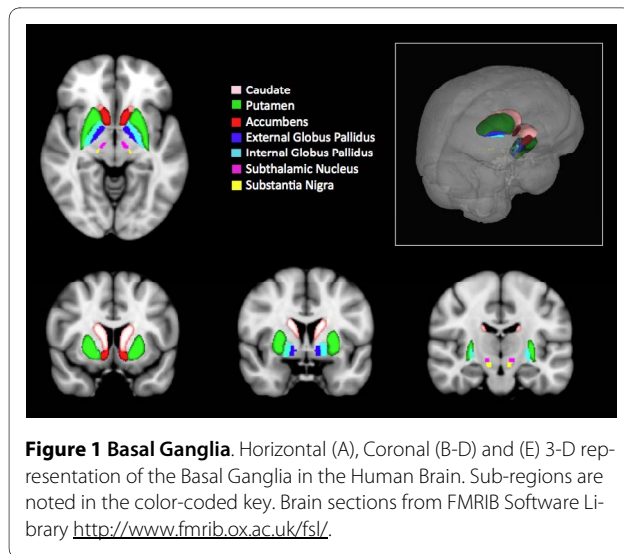 Caudate
Putamen
Accumbens
External Globus Pallidus
Internal Globus Pallidus
Subthalamic Nucleus
Substantia Nigra
Figure 1 Basal Ganglia. Horizontal (A), Coronal (B-D) and (E) 3-D rep-
resentation of the Basal Ganglia in the Human Brain. Sub-regions are
noted in the color-coded key. Brain sections from FMRIB Software Li-
brary http://www.fmrib.ox.ac.uk/fsl/.